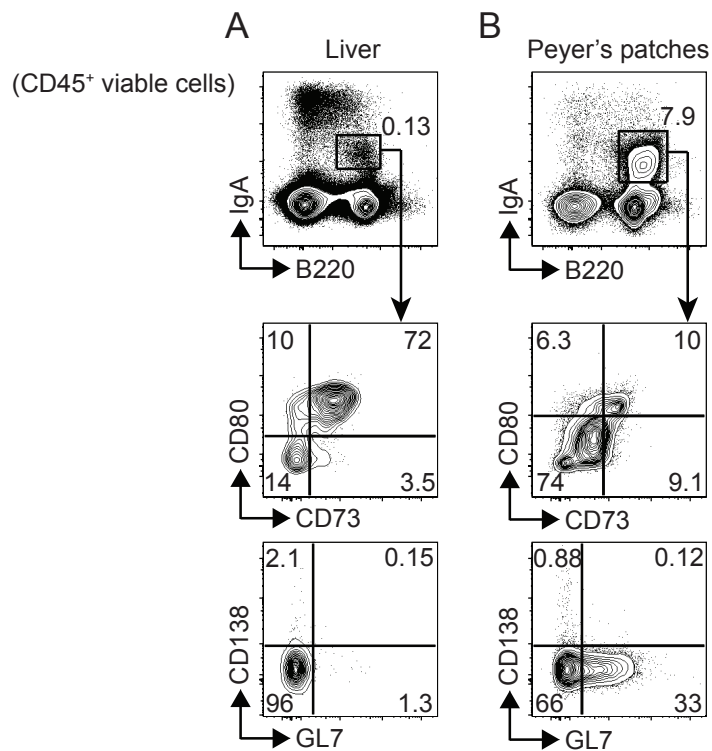 A
B
Liver
Peyer's patches
(CD45⁺ viable cells)
0.13
7.9
IgA
IgA
B220
B220
10
72
6.3
10
CD80
CD80
14
3.5
74
9.1
CD73
CD73
2.1
0.15
0.88
0.12
CD138
CD138
96
1.3
66
33
GL7
GL7